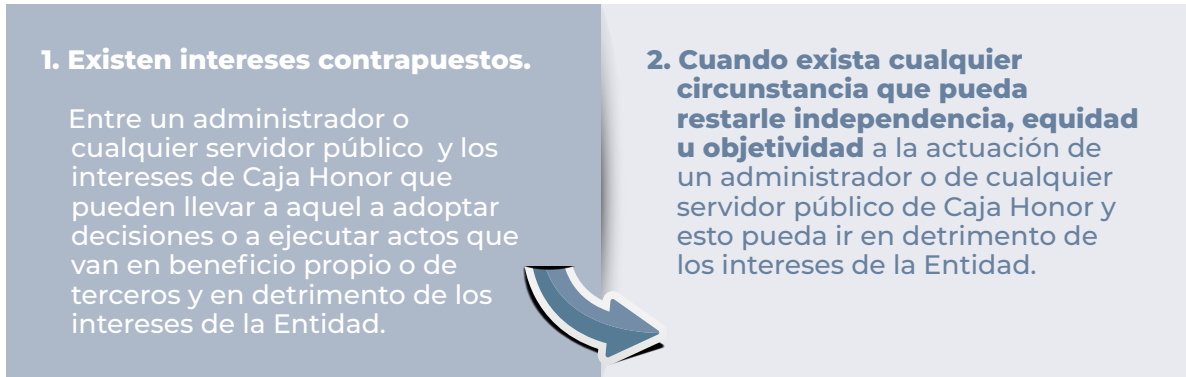 1. Existen intereses contrapuestos.
Entre un administrador o
cualquier servidor público y los
intereses de Caja Honor que
pueden llevar a aquel a adoptar
decisiones o a ejecutar actos que
van en beneficio propio o de
terceros y en detrimento de los
intereses de la Entidad.
2. Cuando exista cualquier
circunstancia que pueda
restarle independencia, equidad
u objetividad a la actuación de
un administrador o de cualquier
servidor público de Caja Honor y
esto pueda ir en detrimento de
los intereses de la Entidad.